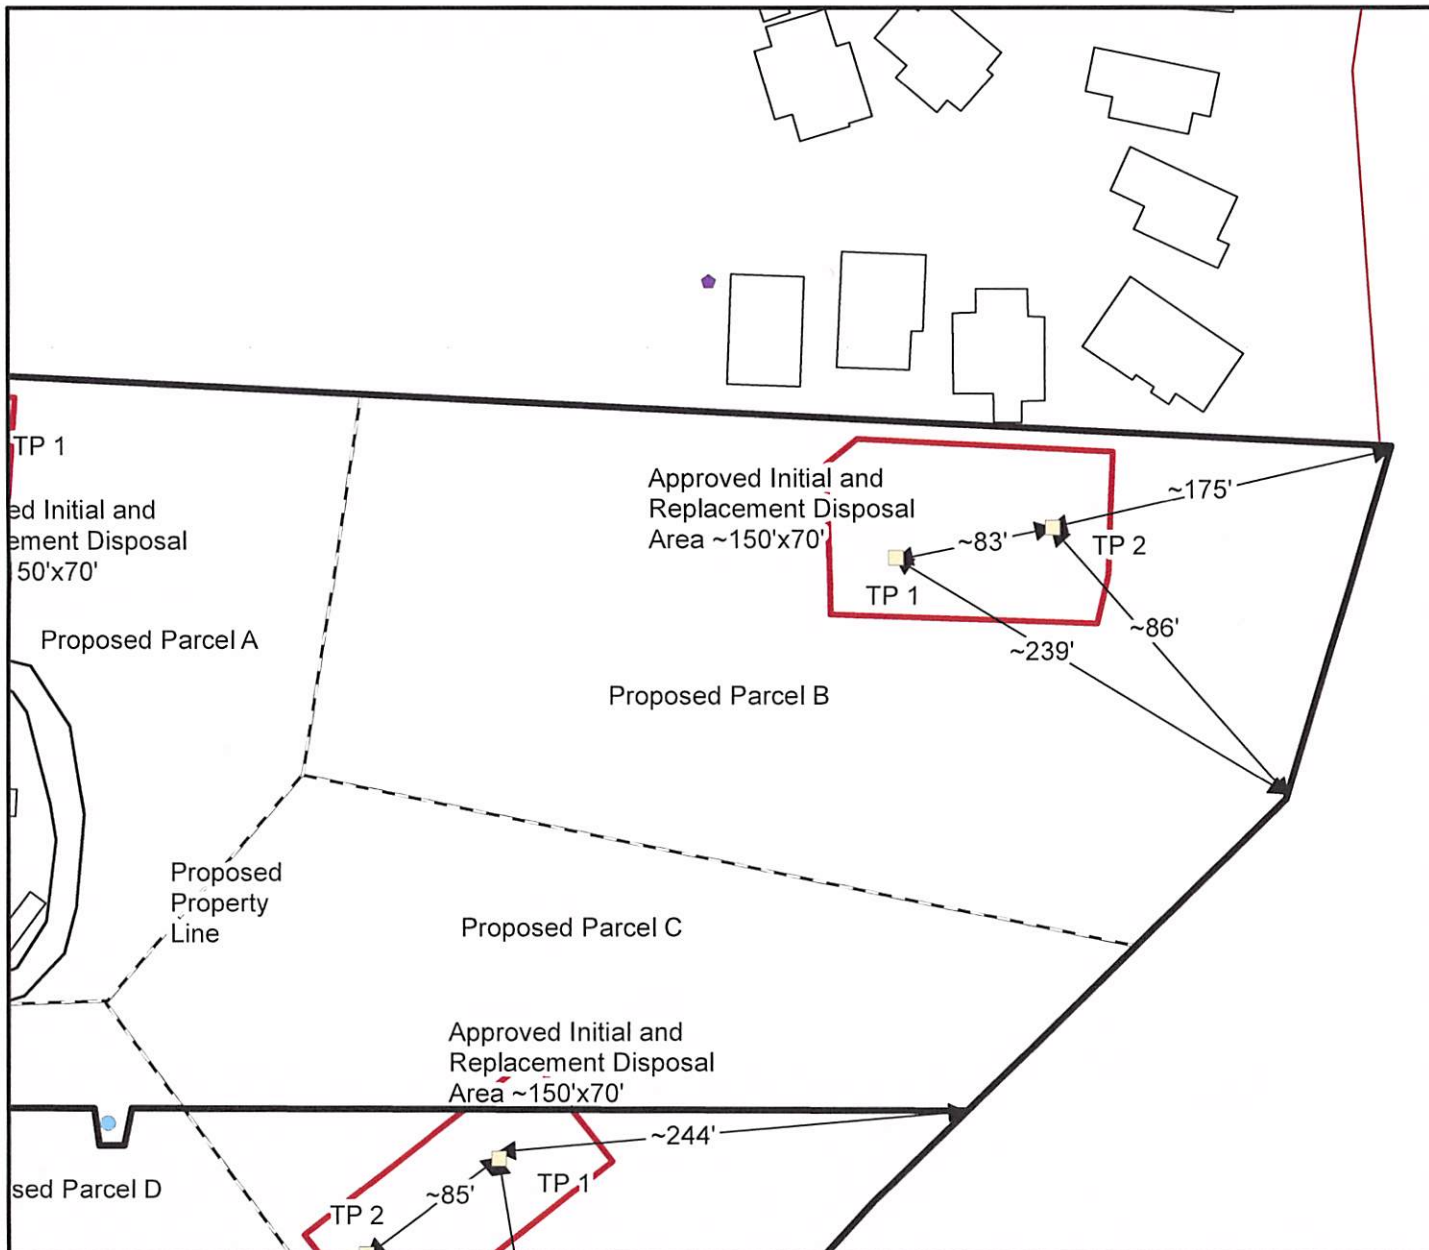 TP 1
ed Initial and
ement Disposal
50'x70'
Proposed Parcel A
Approved Initial and
Replacement Disposal
Area ~150'x70'
~175'
~83'
TP 2
TP 1
~86'
~239'
Proposed Parcel B
Proposed
Property
Line
Proposed Parcel C
Approved Initial and
Replacement Disposal
Area ~150'x70'
~244'
TP 1
~85'
TP 2
sed Parcel D